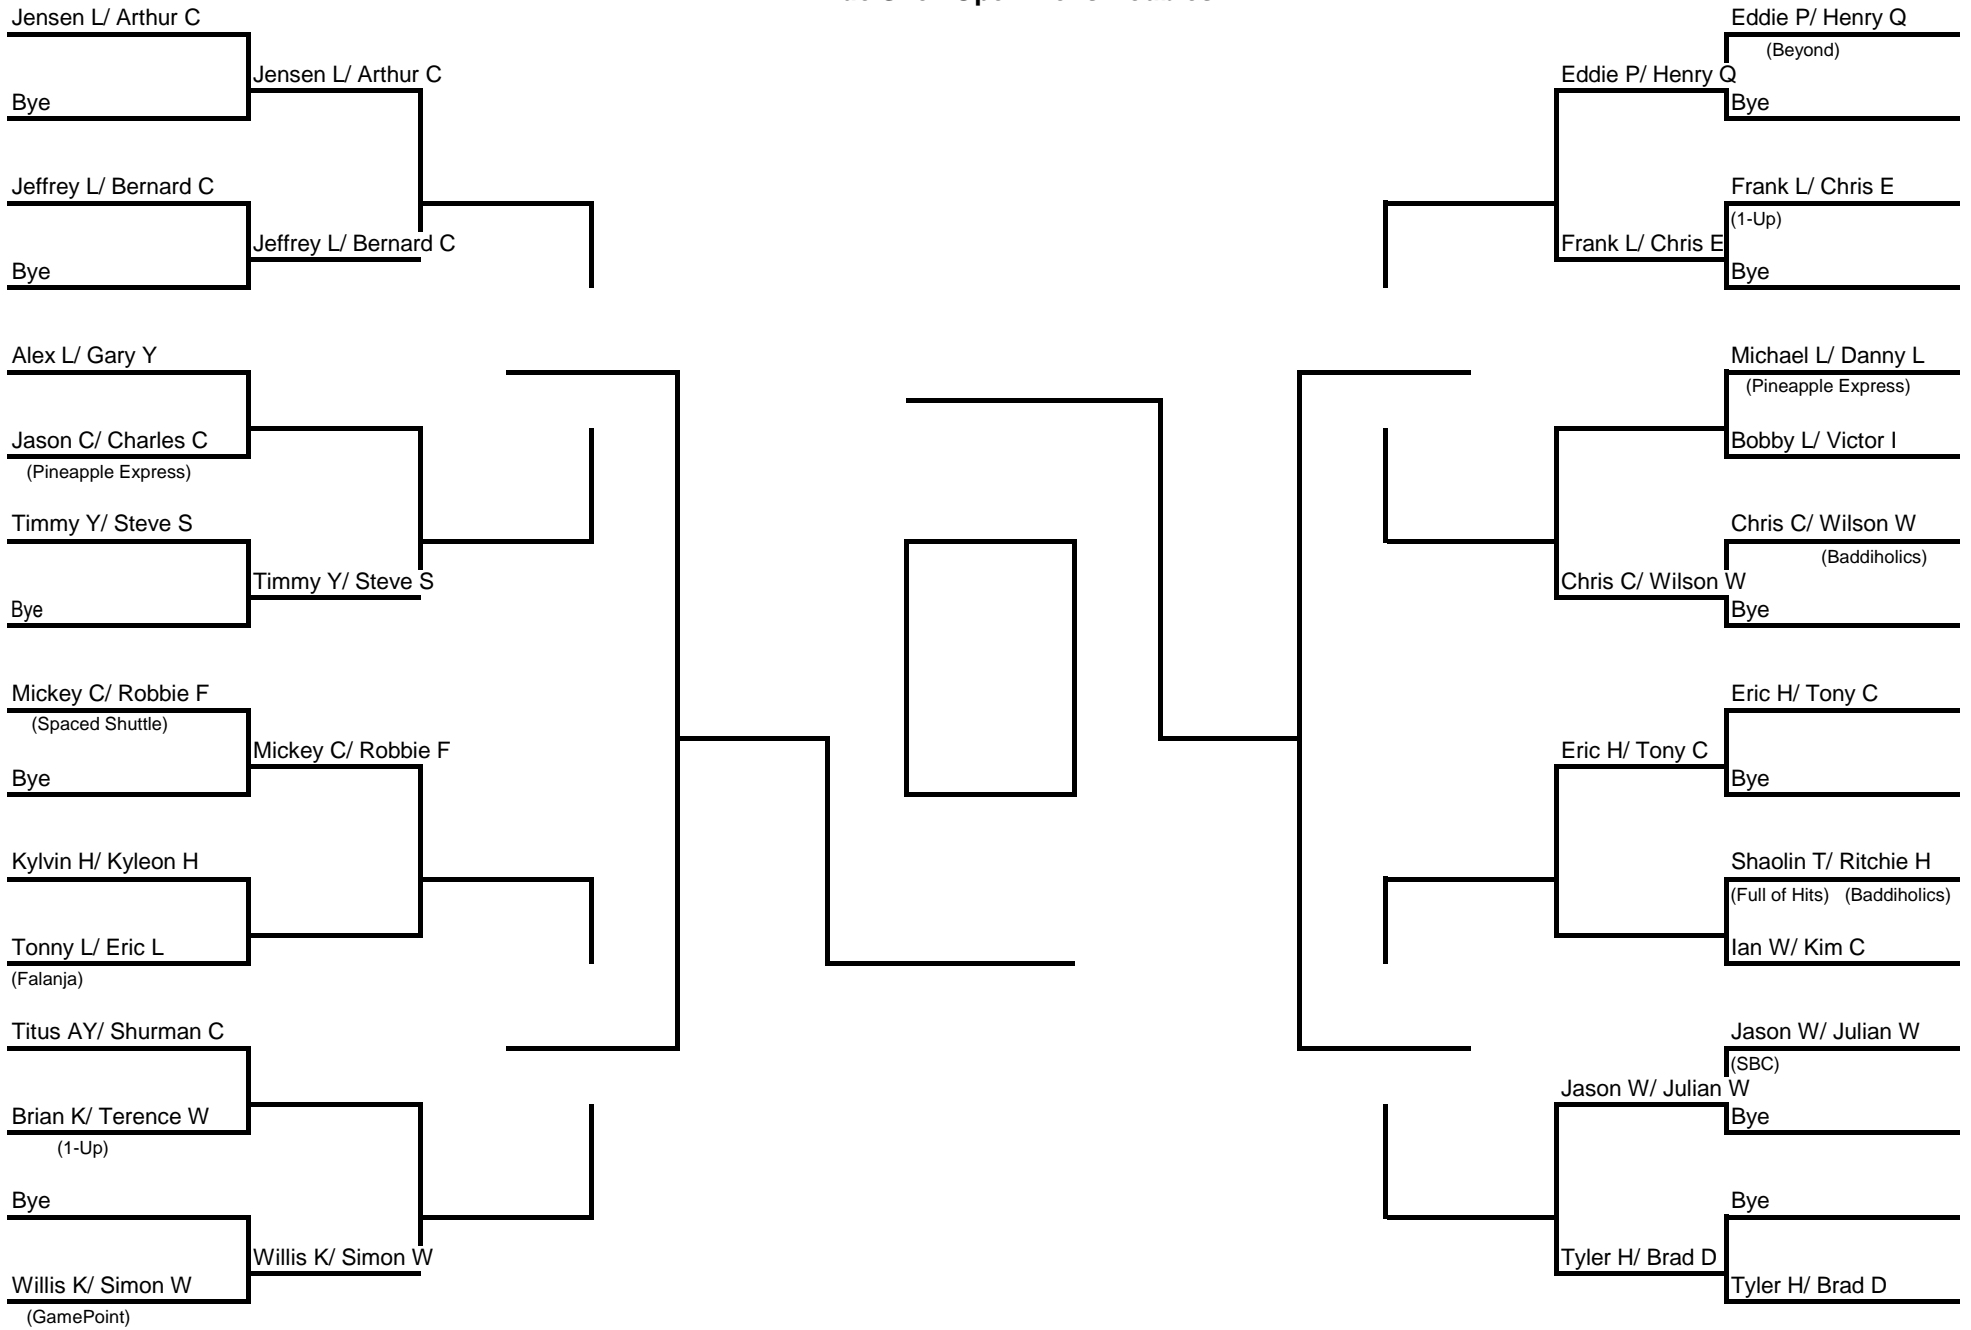 Jensen L/ Arthur C
Jensen L/ Arthur C
Bye
Jeffrey L/ Bernard C
Jeffrey L/ Bernard C
Bye
Alex L/ Gary Y
Jason C/ Charles C
(Pineapple Express)
Timmy Y/ Steve S
Timmy Y/ Steve S
Bye
Mickey C/ Robbie F
(Spaced Shuttle)
Mickey C/ Robbie F
Bye
Kylvin H/ Kyleon H
Tonny L/ Eric L
(Falanja)
Titus AY/ Shurman C
Brian K/ Terence W
(1-Up)
Bye
Willis K/ Simon W
Willis K/ Simon W
(GamePoint)
Eddie P/ Henry Q
(Beyond)
Eddie P/ Henry Q
Bye
Frank L/ Chris E
(1-Up)
Frank L/ Chris E
Bye
Michael L/ Danny L
(Pineapple Express)
Bobby L/ Victor I
Chris C/ Wilson W
(Baddiholics)
Chris C/ Wilson W
Bye
Eric H/ Tony C
Eric H/ Tony C
Bye
Shaolin T/ Ritchie H
(Full of Hits) (Baddiholics)
Ian W/ Kim C
Jason W/ Julian W
(SBC)
Jason W/ Julian W
Bye
Bye
Tyler H/ Brad D
Tyler H/ Brad D